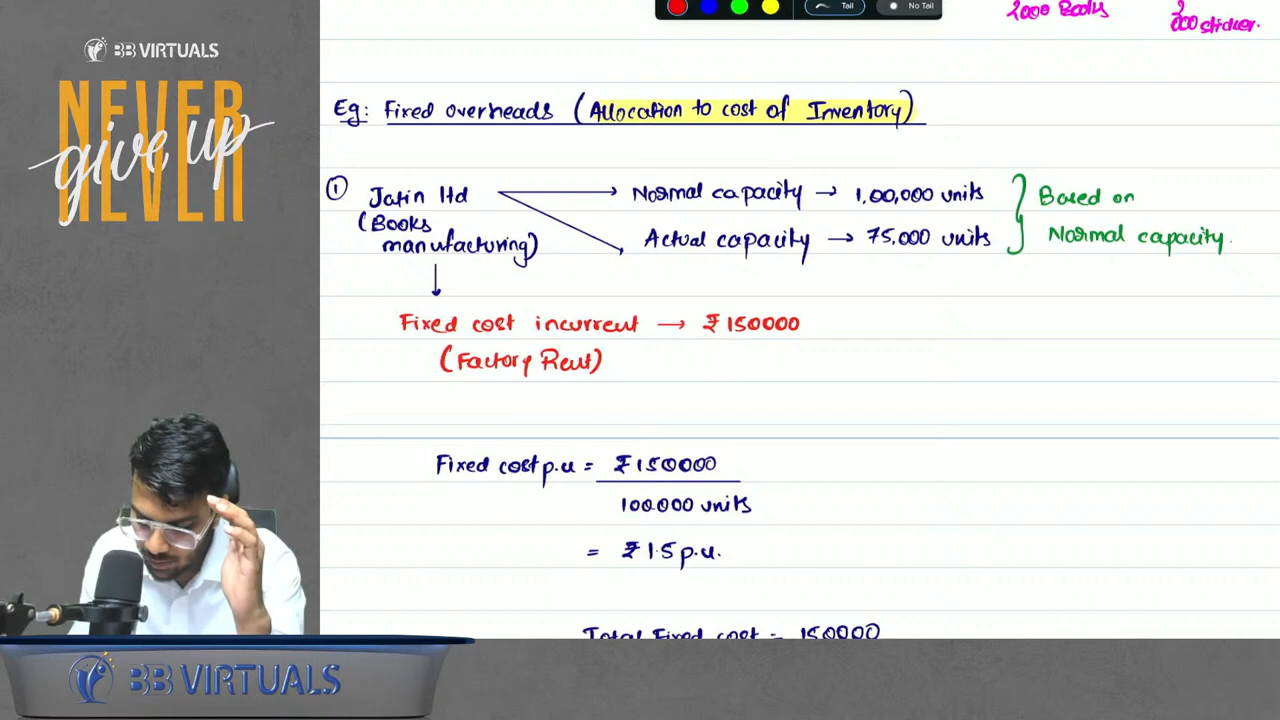 Tail
No Tail
2000 Books
BB VIRTUALS
NEVER
give up
NEVER
Eg: Fixed overheads (Allocation to cost of Inventory)
① Jatin ltd → Normal capacity → 1,00,000 units } Based on
(Books manufacturing) Actual capacity → 75,000 units Normal capacity.
Fixed cost incurrent → ₹150000
(Factory Rent)
Fixed cost p.u = ₹150000
100000 units
= ₹1.5 p.u.
Total Fixed cost = 150000
BB VIRTUALS